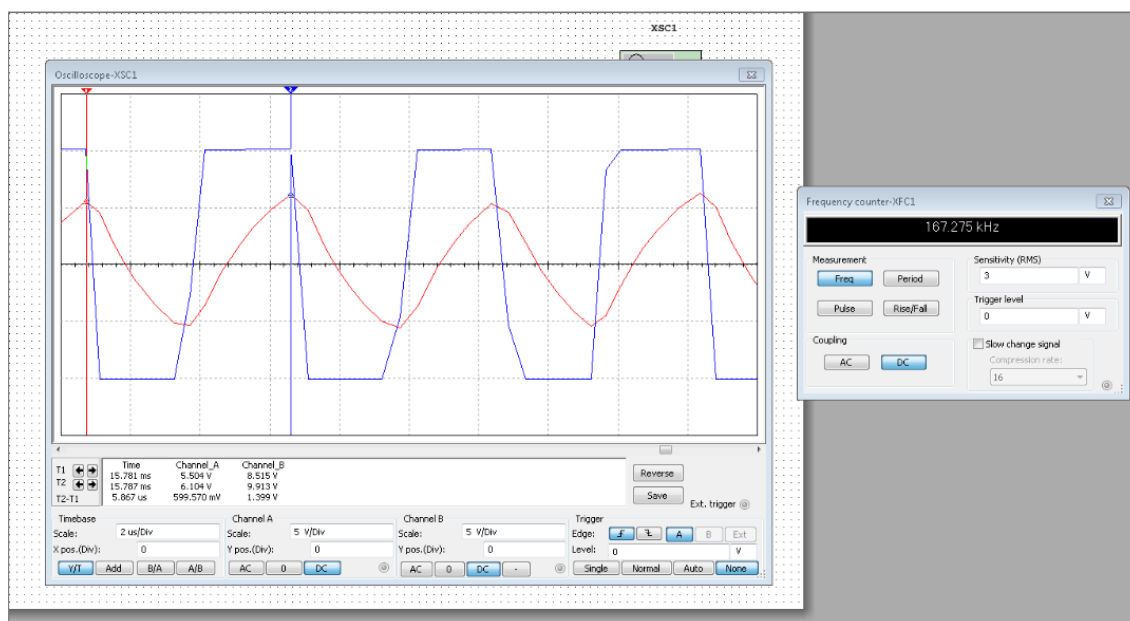 XSC1
Oscilloscope-XSC1
1
2
T1
T2
T2-T1
Time Channel_A Channel_B
15.781 ms 5.504 V 8.515 V
15.787 ms 6.104 V 9.913 V
5.867 us 599.570 mV 1.399 V
Reverse
Save
Ext. trigger
Timebase
Scale: 2 us/Div
X pos.(Div): 0
Y/T Add B/A A/B
Channel A
Scale: 5 V/Div
Y pos.(Div): 0
AC 0 DC
Channel B
Scale: 5 V/Div
Y pos.(Div): 0
AC 0 DC -
Trigger
Edge: A B Ext
Level: 0 V
Single Normal Auto None
Frequency counter-XFC1
167.275 kHz
Measurement
Freq Period
Pulse Rise/Fall
Coupling
AC DC
Sensitivity (RMS)
3 V
Trigger level
0 V
Slow change signal
Compression rate:
16